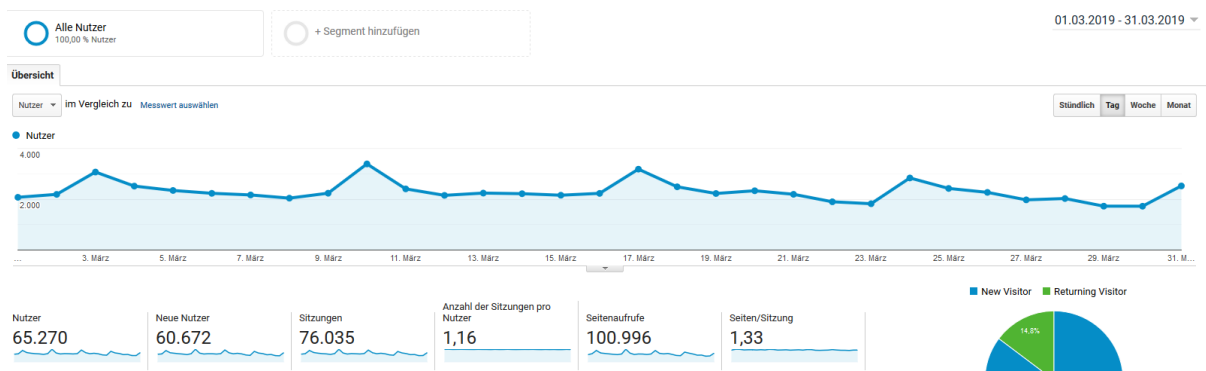 Alle Nutzer
100,00 % Nutzer
+ Segment hinzufügen
01.03.2019 - 31.03.2019
Übersicht
Nutzer im Vergleich zu Messwert auswählen
Stündlich Tag Woche Monat
Nutzer
4.000
2.000
... 3. März 5. März 7. März 9. März 11. März 13. März 15. März 17. März 19. März 21. März 23. März 25. März 27. März 29. März 31. M...
New Visitor Returning Visitor
Nutzer
65.270
Neue Nutzer
60.672
Sitzungen
76.035
Anzahl der Sitzungen pro
Nutzer
1,16
Seitenaufrufe
100.996
Seiten/Sitzung
1,33
14,8%